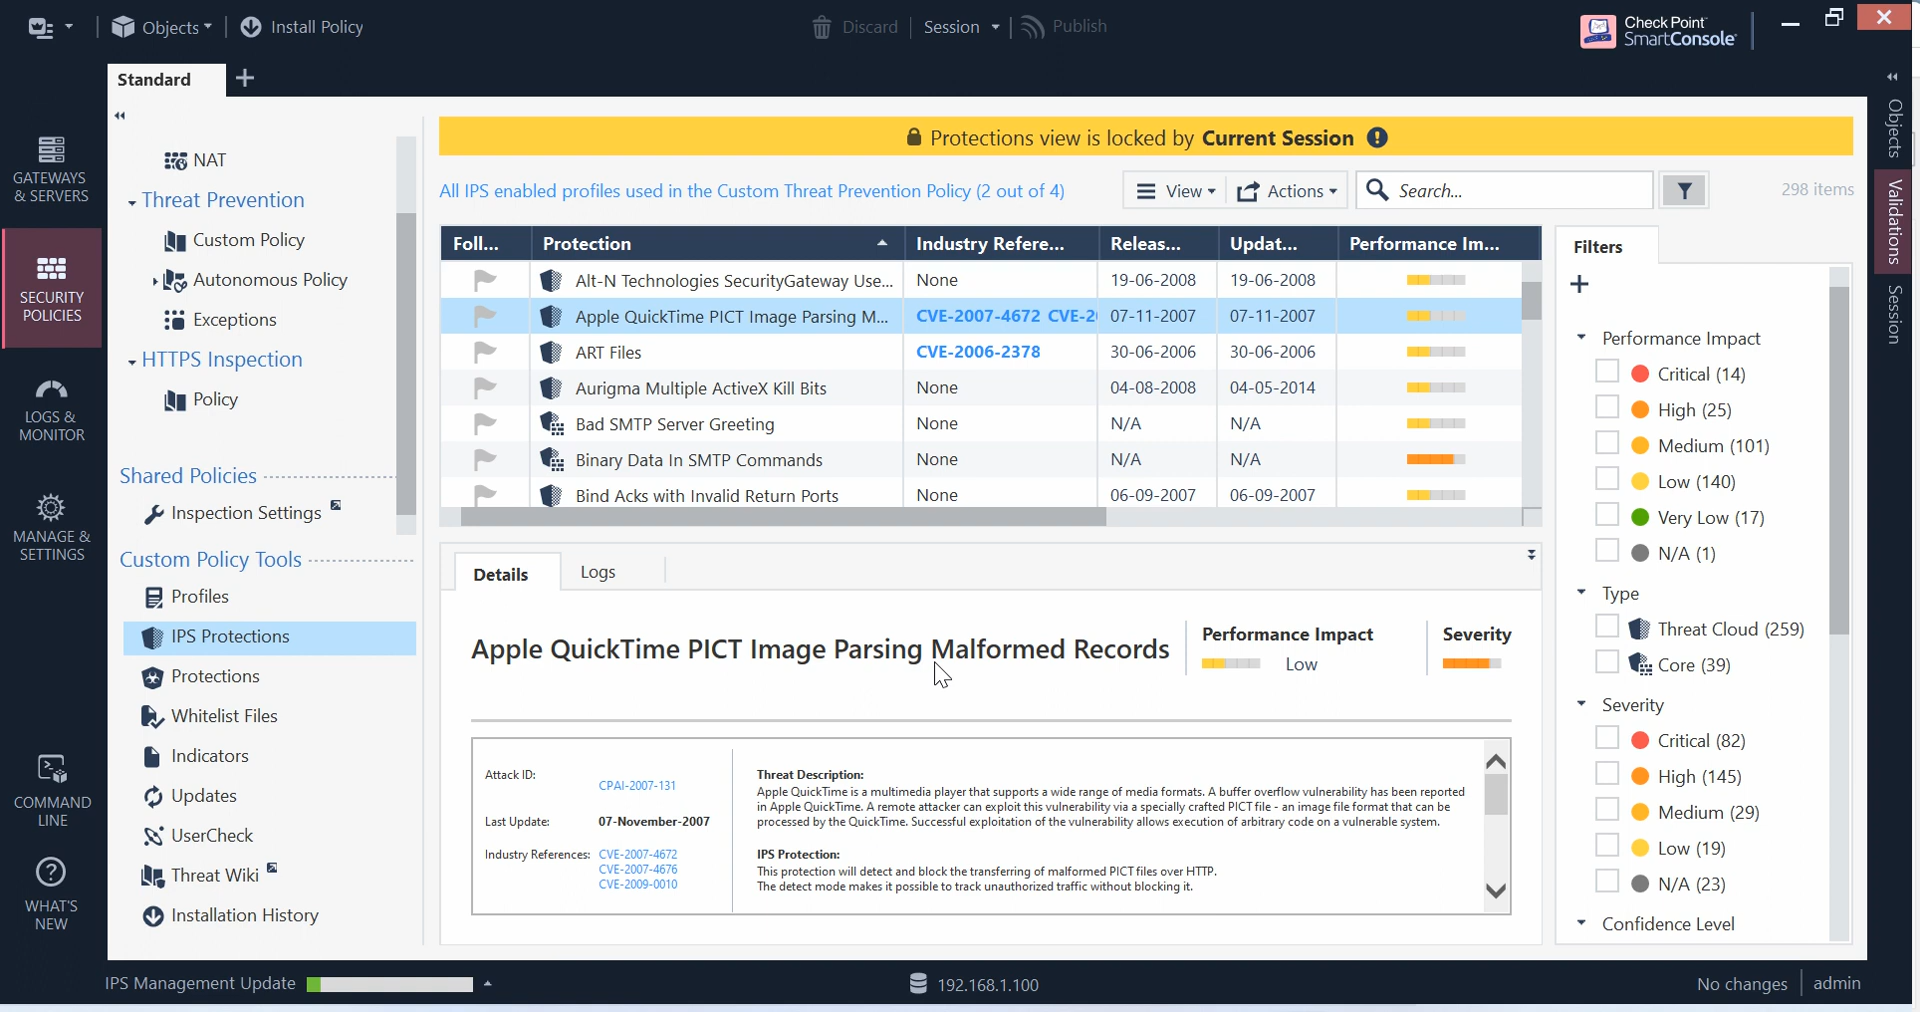 Objects
Install Policy
Discard
Session
Publish
Check Point
SmartConsole
Standard
NAT
Threat Prevention
Custom Policy
Autonomous Policy
Exceptions
HTTPS Inspection
Policy
Shared Policies
Inspection Settings
Custom Policy Tools
Profiles
IPS Protections
Protections
Whitelist Files
Indicators
Updates
UserCheck
Threat Wiki
Installation History
GATEWAYS
& SERVERS
SECURITY
POLICIES
LOGS &
MONITOR
MANAGE &
SETTINGS
COMMAND
LINE
WHAT'S
NEW
Protections view is locked by Current Session
All IPS enabled profiles used in the Custom Threat Prevention Policy (2 out of 4)
View
Actions
Search...
298 items
Foll... Protection Industry Refere... Releas... Updat... Performance Im...
Alt-N Technologies SecurityGateway Use... None 19-06-2008 19-06-2008
Apple QuickTime PICT Image Parsing M... CVE-2007-4672 CVE-2 07-11-2007 07-11-2007
ART Files CVE-2006-2378 30-06-2006 30-06-2006
Aurigma Multiple ActiveX Kill Bits None 04-08-2008 04-05-2014
Bad SMTP Server Greeting None N/A N/A
Binary Data In SMTP Commands None N/A N/A
Bind Acks with Invalid Return Ports None 06-09-2007 06-09-2007
Details
Logs
Apple QuickTime PICT Image Parsing Malformed Records
Performance Impact
Low
Severity
Attack ID:
CPAI-2007-131
Last Update: 07-November-2007
Industry References: CVE-2007-4672
CVE-2007-4676
CVE-2009-0010
Threat Description:
Apple QuickTime is a multimedia player that supports a wide range of media formats. A buffer overflow vulnerability has been reported
in Apple QuickTime. A remote attacker can exploit this vulnerability via a specially crafted PICT file - an image file format that can be
processed by the QuickTime. Successful exploitation of the vulnerability allows execution of arbitrary code on a vulnerable system.
IPS Protection:
This protection will detect and block the transferring of malformed PICT files over HTTP.
The detect mode makes it possible to track unauthorized traffic without blocking it.
Filters
Performance Impact
Critical (14)
High (25)
Medium (101)
Low (140)
Very Low (17)
N/A (1)
Type
Threat Cloud (259)
Core (39)
Severity
Critical (82)
High (145)
Medium (29)
Low (19)
N/A (23)
Confidence Level
Objects
Validations
Session
IPS Management Update
192.168.1.100
No changes
admin